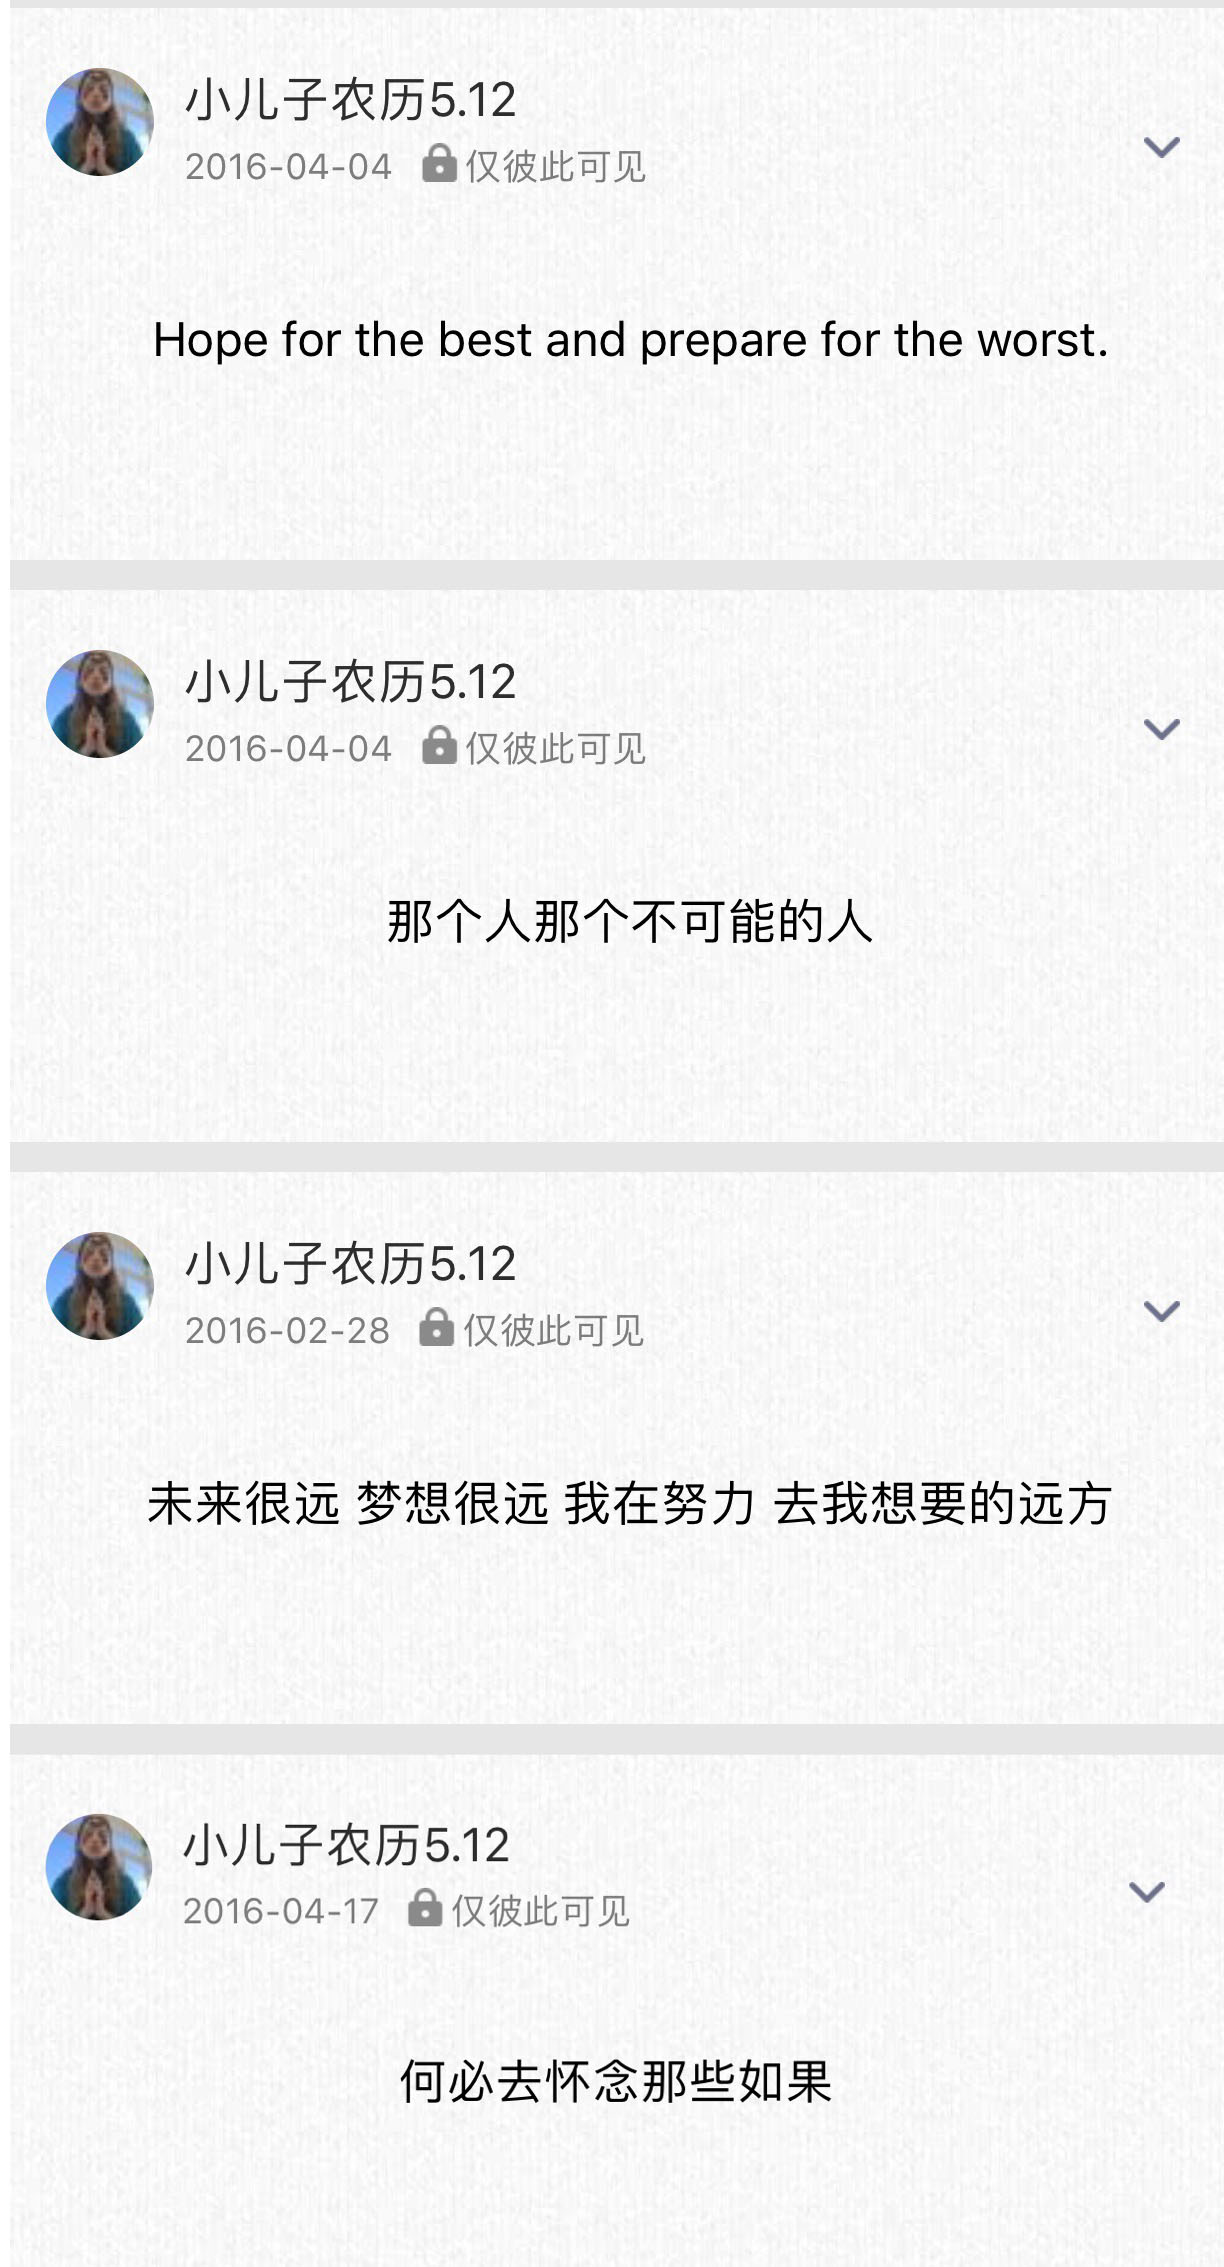 小儿子农历5.12
2016-04-04 仅彼此可见
Hope for the best and prepare for the worst.
小儿子农历5.12
2016-04-04 仅彼此可见
那个人那个不可能的人
小儿子农历5.12
2016-02-28 仅彼此可见
未来很远 梦想很远 我在努力 去我想要的远方
小儿子农历5.12
2016-04-17 仅彼此可见
何必去怀念那些如果